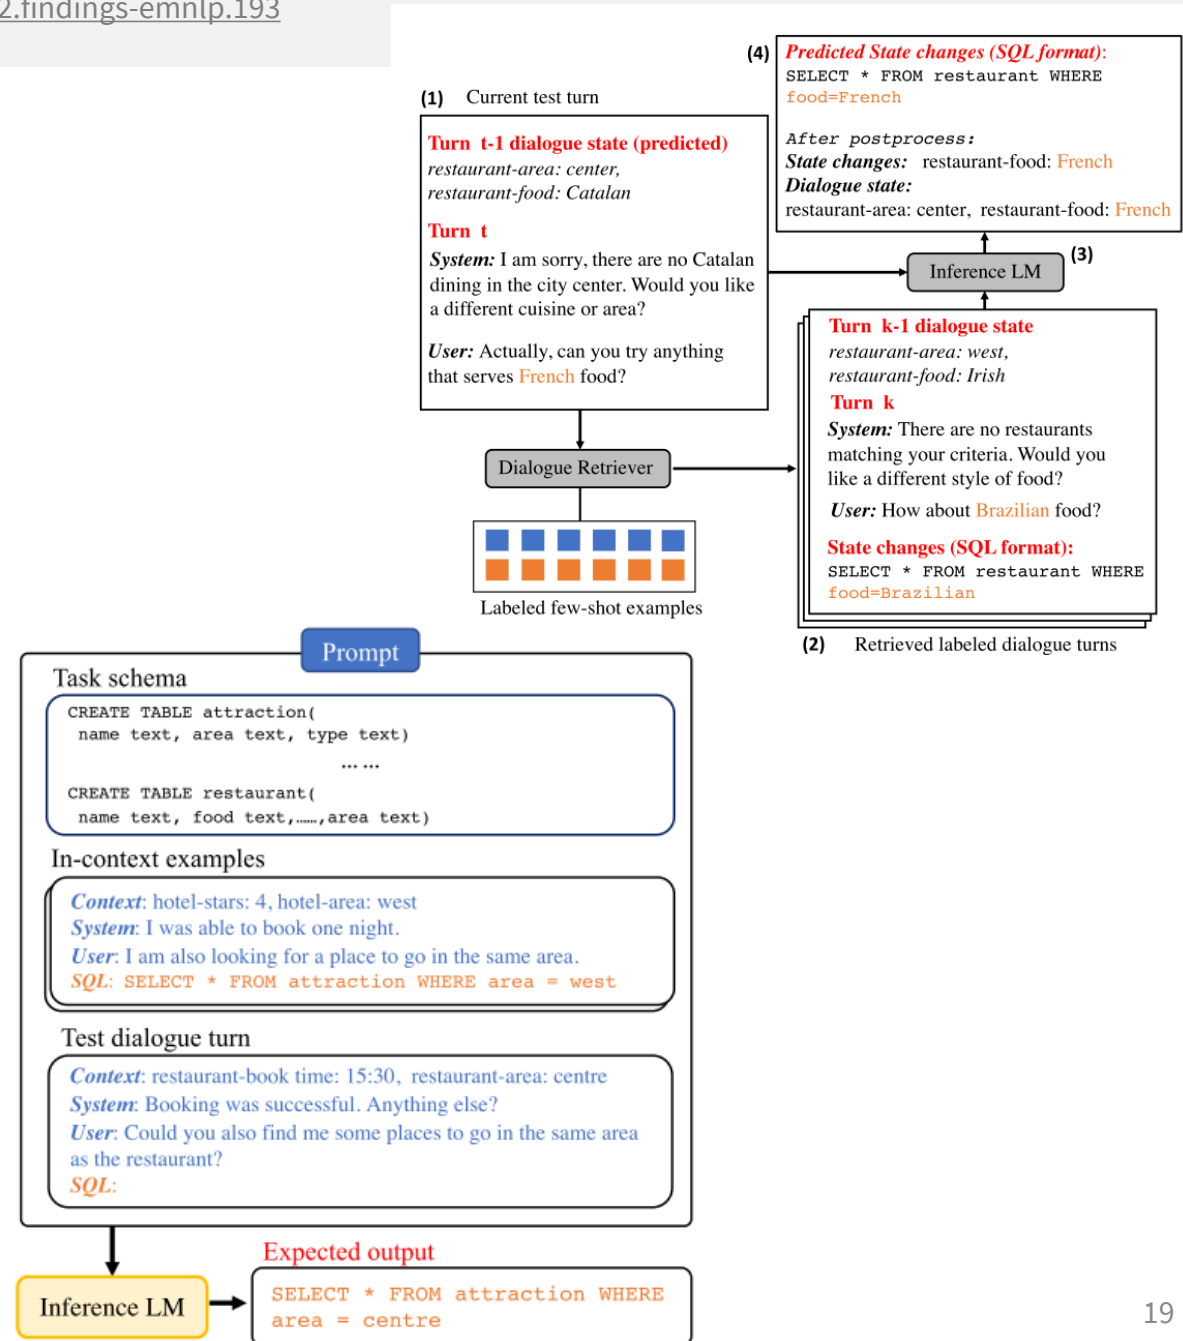 2.findings-emnlp.193
(1) Current test turn
Turn t-1 dialogue state (predicted)
restaurant-area: center,
restaurant-food: Catalan
Turn t
System: I am sorry, there are no Catalan
dining in the city center. Would you like
a different cuisine or area?
User: Actually, can you try anything
that serves French food?
Dialogue Retriever
Labeled few-shot examples
(4) Predicted State changes (SQL format):
SELECT * FROM restaurant WHERE
food=French
After postprocess:
State changes: restaurant-food: French
Dialogue state:
restaurant-area: center, restaurant-food: French
Inference LM
(3)
Turn k-1 dialogue state
restaurant-area: west,
restaurant-food: Irish
Turn k
System: There are no restaurants
matching your criteria. Would you
like a different style of food?
User: How about Brazilian food?
State changes (SQL format):
SELECT * FROM restaurant WHERE
food=Brazilian
(2) Retrieved labeled dialogue turns
Prompt
Task schema
CREATE TABLE attraction(
name text, area text, type text)
... ...
CREATE TABLE restaurant(
name text, food text,……,area text)
In-context examples
Context: hotel-stars: 4, hotel-area: west
System: I was able to book one night.
User: I am also looking for a place to go in the same area.
SQL: SELECT * FROM attraction WHERE area = west
Test dialogue turn
Context: restaurant-book time: 15:30, restaurant-area: centre
System: Booking was successful. Anything else?
User: Could you also find me some places to go in the same area
as the restaurant?
SQL:
Inference LM
Expected output
SELECT * FROM attraction WHERE
area = centre
19